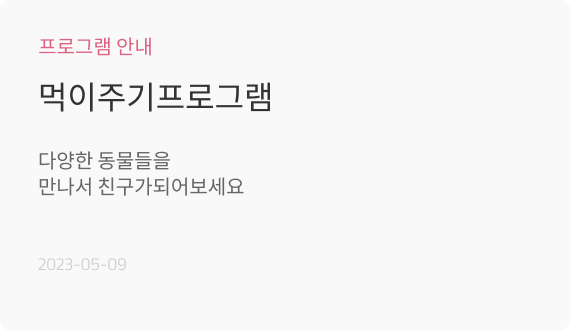 프로그램 안내
먹이주기프로그램
다양한 동물들을
만나서 친구가되어보세요
2023-05-09